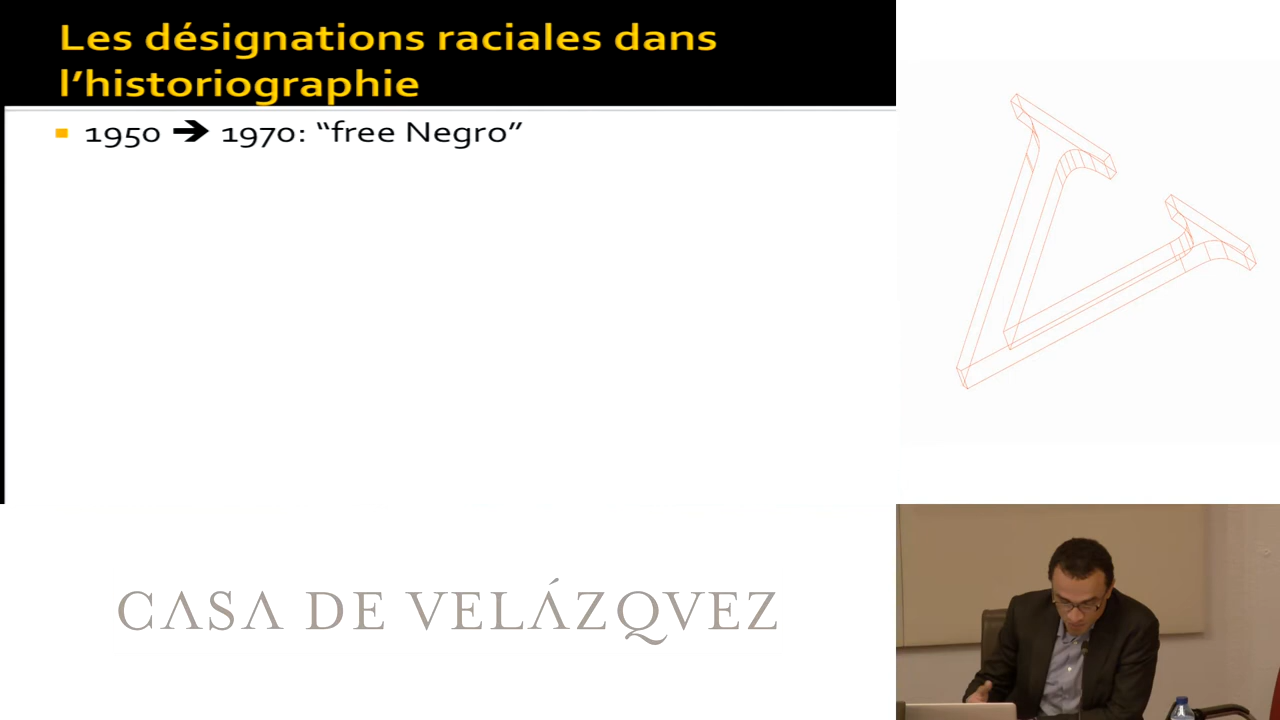 Les désignations raciales dans
l’historiographie
1950 ➔ 1970: “free Negro”
CASA DE VELÁZQVEZ